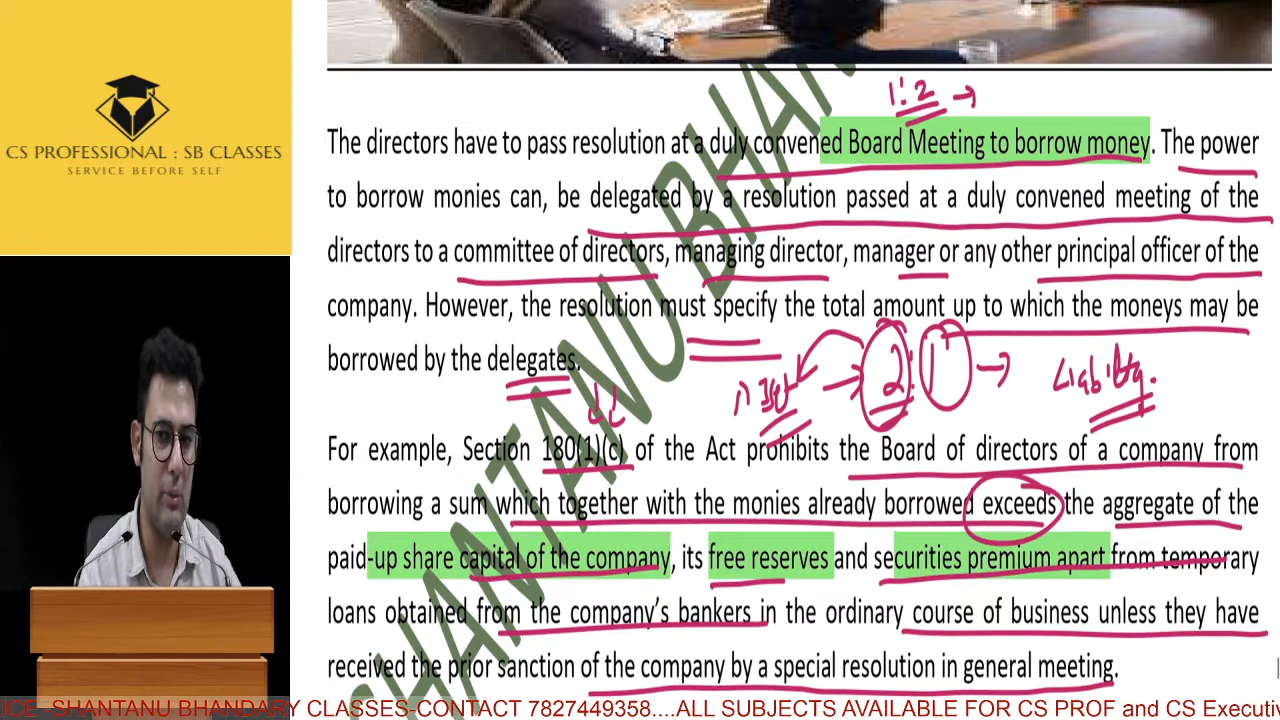 CS PROFESSIONAL : SB CLASSES
SERVICE BEFORE SELF
1:2
The directors have to pass resolution at a duly convened Board Meeting to borrow money. The power
to borrow monies can, be delegated by a resolution passed at a duly convened meeting of the
directors to a committee of directors, managing director, manager or any other principal officer of the
company. However, the resolution must specify the total amount up to which the moneys may be
borrowed by the delegates.
2:1
Liability.
For example, Section 180(1)(c) of the Act prohibits the Board of directors of a company from
borrowing a sum which together with the monies already borrowed exceeds the aggregate of the
paid-up share capital of the company, its free reserves and securities premium apart from temporary
loans obtained from the company's bankers in the ordinary course of business unless they have
received the prior sanction of the company by a special resolution in general meeting.
SHANTANU BHAN
ICE -SHANTANU BHANDARY CLASSES-CONTACT 7827449358....ALL SUBJECTS AVAILABLE FOR CS PROF and CS Executiv